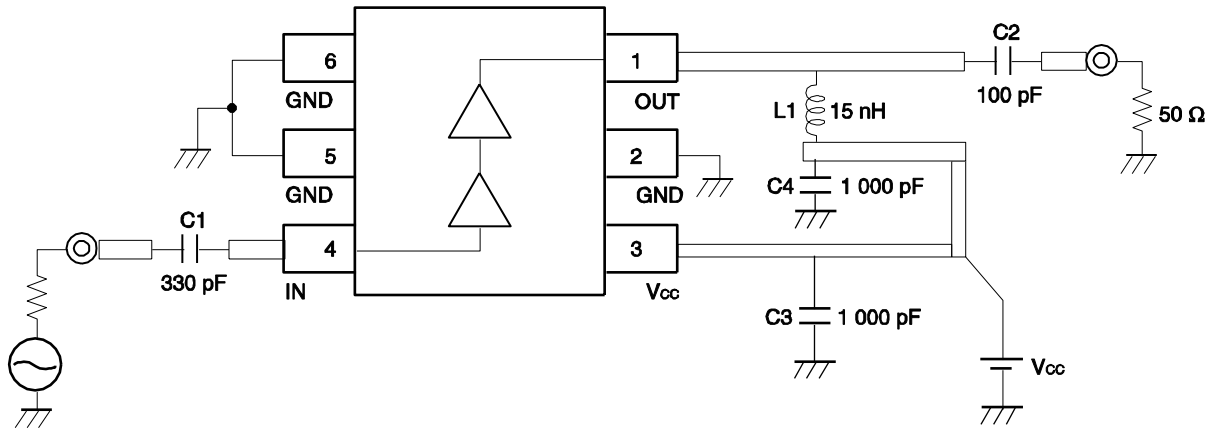 C2
6
1
GND
OUT
100 pF
L1
15 nH
50 Ω
5
2
GND
GND
C4
1 000 pF
C1
4
3
330 pF
IN
Vcc
C3
1 000 pF
Vcc